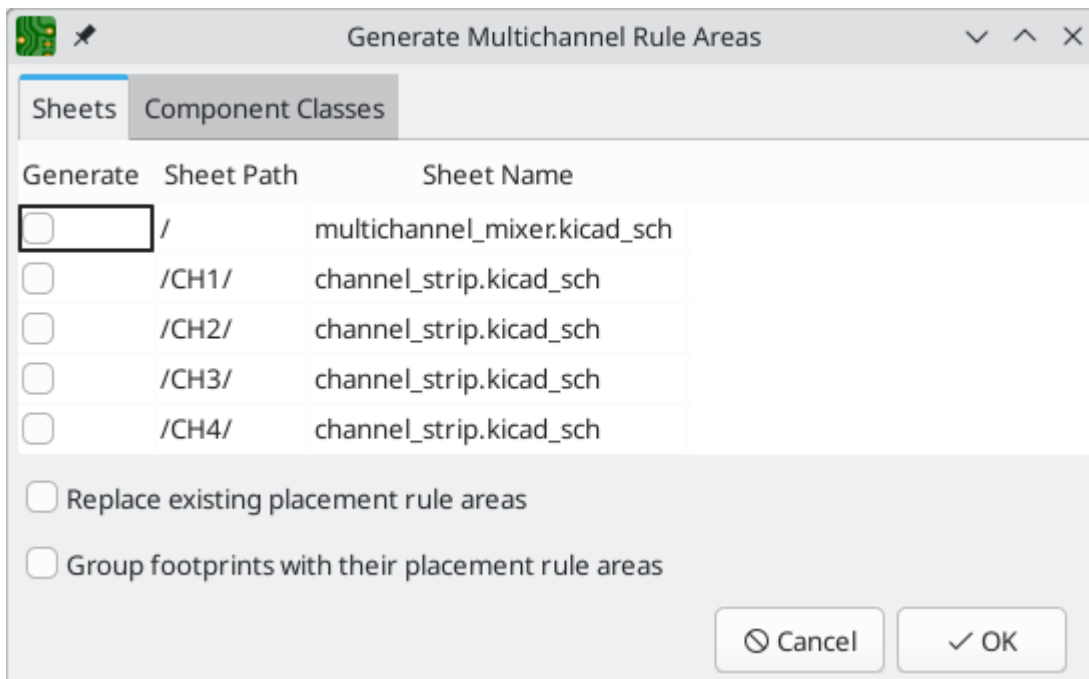 Generate Multichannel Rule Areas
Sheets Component Classes
Generate Sheet Path Sheet Name
/ multichannel_mixer.kicad_sch
/CH1/ channel_strip.kicad_sch
/CH2/ channel_strip.kicad_sch
/CH3/ channel_strip.kicad_sch
/CH4/ channel_strip.kicad_sch
Replace existing placement rule areas
Group footprints with their placement rule areas
Cancel OK